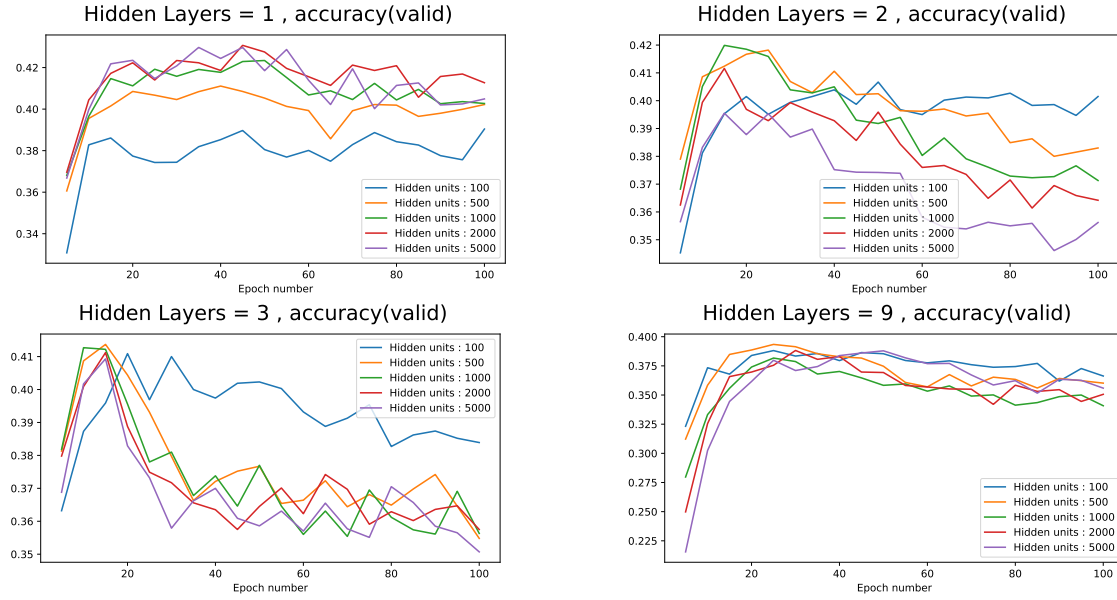 Hidden Layers = 1 , accuracy(valid)
0.42
0.40
0.38
0.36
0.34
Hidden units : 100
Hidden units : 500
Hidden units : 1000
Hidden units : 2000
Hidden units : 5000
20
40
60
80
100
Epoch number
Hidden Layers = 2 , accuracy(valid)
0.42
0.41
0.40
0.39
0.38
0.37
0.36
0.35
Hidden units : 100
Hidden units : 500
Hidden units : 1000
Hidden units : 2000
Hidden units : 5000
20
40
60
80
100
Epoch number
Hidden Layers = 3 , accuracy(valid)
0.41
0.40
0.39
0.38
0.37
0.36
0.35
Hidden units : 100
Hidden units : 500
Hidden units : 1000
Hidden units : 2000
Hidden units : 5000
20
40
60
80
100
Epoch number
Hidden Layers = 9 , accuracy(valid)
0.400
0.375
0.350
0.325
0.300
0.275
0.250
0.225
Hidden units : 100
Hidden units : 500
Hidden units : 1000
Hidden units : 2000
Hidden units : 5000
20
40
60
80
100
Epoch number